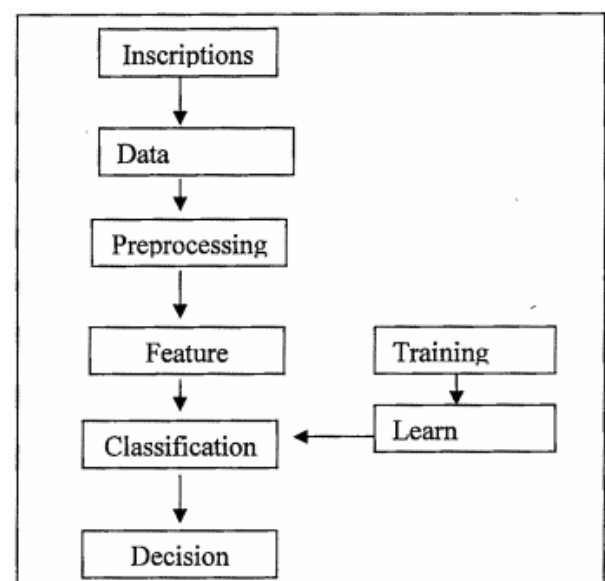 Inscriptions
Data
Preprocessing
Feature
Training
Classification
Learn
Decision